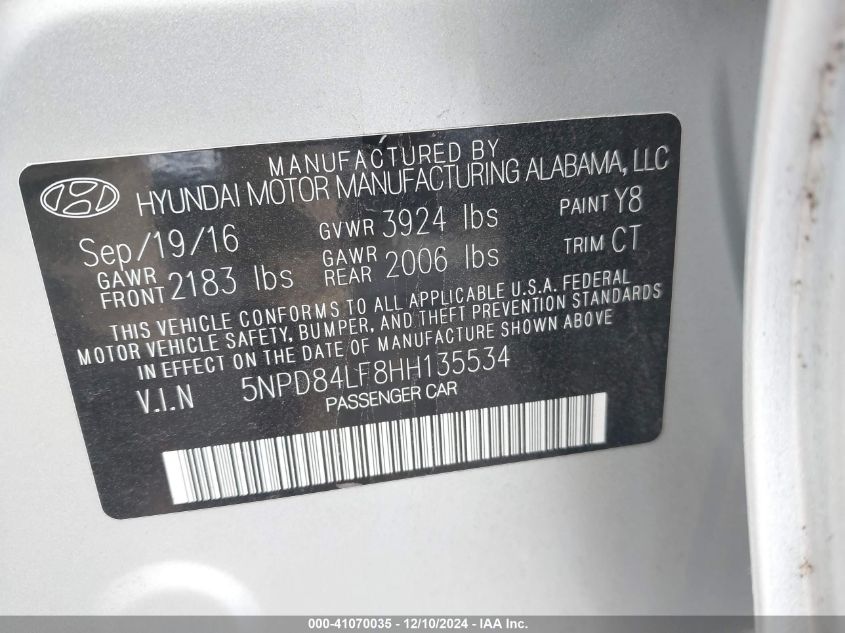 MANUFACTURED BY
HYUNDAI MOTOR MANUFACTURING ALABAMA, LLC
Sep/19/16 GVWR 3924 lbs PAINT Y8
GAWR FRONT 2183 lbs GAWR REAR 2006 lbs TRIM CT
THIS VEHICLE CONFORMS TO ALL APPLICABLE U.S.A. FEDERAL
MOTOR VEHICLE SAFETY, BUMPER, AND THEFT PREVENTION STANDARDS
IN EFFECT ON THE DATE OF MANUFACTURE SHOWN ABOVE
V.I.N 5NPD84LF8HH135534
PASSENGER CAR
000-41070035 - 12/10/2024 - IAA Inc.